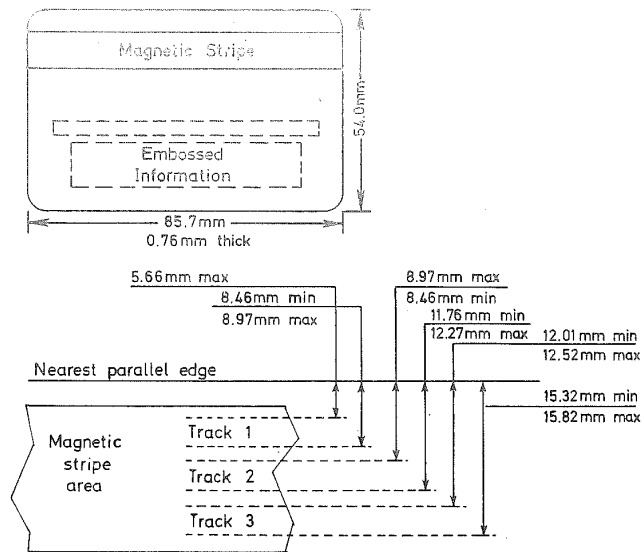 Magnetic Stripe
54.0mm
Embossed
Information
85.7mm
0.76mm thick
5.66mm max
8.46mm min
8.97mm max
8.97mm max
8.46mm min
11.76mm min
12.27mm max
12.01mm min
12.52mm max
Nearest parallel edge
15.32 min
15.82 max
Magnetic
stripe
area
Track 1
Track 2
Track 3